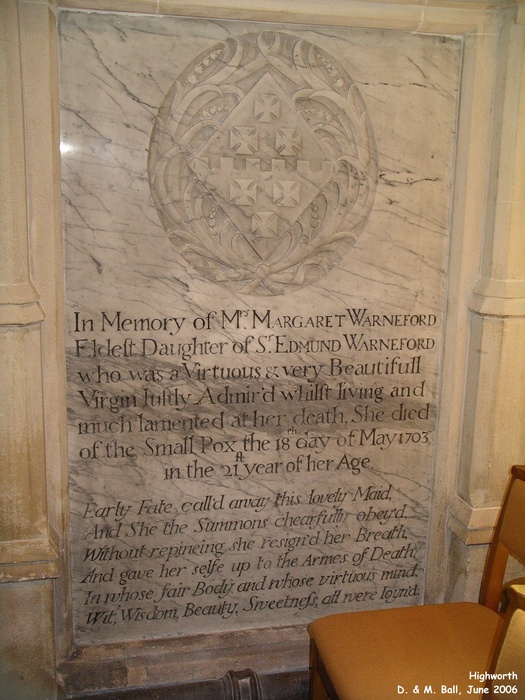 In Memory of Mrs. MARGARET WARNEFORD
Eldest Daughter of Sr. EDMUND WARNEFORD
who was a Virtuous & very Beautifull
Virgin Justly Admir'd whilst living and
much lamented at her death, She died
of the Small Pox the 18th day of May 1703
in the 21st year of her Age
Early Fate call'd away this lovely Maid,
And She the Summons chearfully obey'd,
Without repineing she resign'd her Breath,
And gave her selfe up to the Armes of Death,
In whose fair Body, and whose virtuous mind,
Wit, Wisdom, Beauty, Sweetness, all were Ioyn'd.
Highworth
D. & M. Ball, June 2006